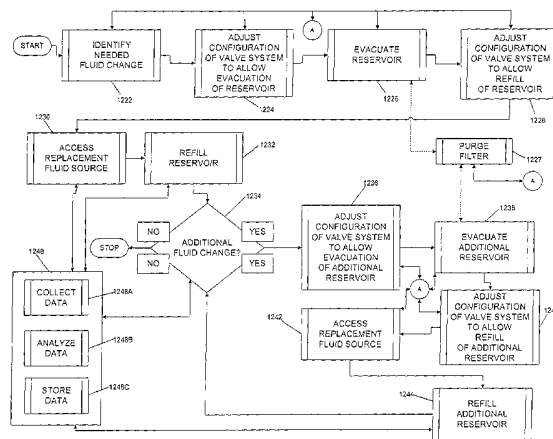 START
IDENTIFY
NEEDED
FLUID CHANGE
1222
ADJUST
CONFIGURATION
OF VALVE SYSTEM
TO ALLOW
EVACUATION
OF RESERVOIR
1224
A
EVACUATE
RESERVOIR
1226
ADJUST
CONFIGURATION
OF VALVE SYSTEM
TO ALLOW
REFILL
OF RESERVOIR
1228
1230
ACCESS
REPLACEMENT
FLUID SOURCE
REFILL
RESERVOIR
1232
PURGE
FILTER
1227
A
1234
NO
YES
STOP
ADDITIONAL
FLUID CHANGE?
NO
YES
1236
ADJUST
CONFIGURATION
OF VALVE SYSTEM
TO ALLOW
EVACUATION
OF ADDITIONAL
RESERVOIR
1238
EVACUATE
ADDITIONAL
RESERVOIR
A
1248
COLLECT
DATA
1248A
ANALYZE
DATA
1248B
STORE
DATA
1248C
1242
ACCESS
REPLACEMENT
FLUID SOURCE
ADJUST
CONFIGURATION
OF VALVE SYSTEM
TO ALLOW
REFILL
OF ADDITIONAL
RESERVOIR
1244
REFILL
ADDITIONAL
RESERVOIR